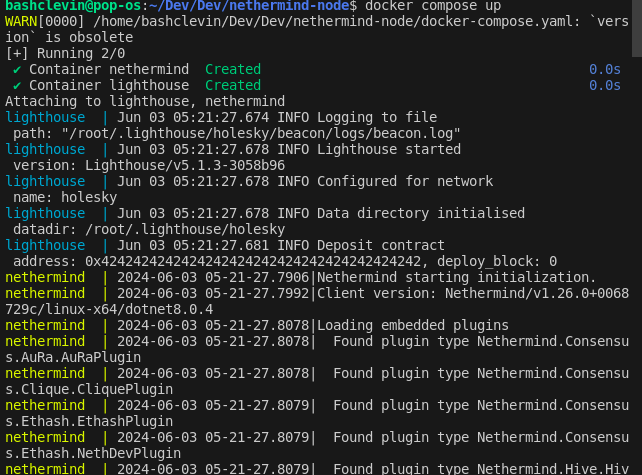 bashclevin@pop-os:~/Dev/Dev/nethermind-node$ docker compose up
WARN[0000] /home/bashclevin/Dev/Dev/nethermind-node/docker-compose.yaml: `vers
ion` is obsolete
[+] Running 2/0
✔ Container nethermind  Created 0.0s
✔ Container lighthouse  Created 0.0s
Attaching to lighthouse, nethermind
lighthouse  | Jun 03 05:21:27.674 INFO Logging to file
path: "/root/.lighthouse/holesky/beacon/logs/beacon.log"
lighthouse  | Jun 03 05:21:27.678 INFO Lighthouse started
version: Lighthouse/v5.1.3-3058b96
lighthouse  | Jun 03 05:21:27.678 INFO Configured for network
name: holesky
lighthouse  | Jun 03 05:21:27.678 INFO Data directory initialised
datadir: /root/.lighthouse/holesky
lighthouse  | Jun 03 05:21:27.681 INFO Deposit contract
address: 0x4242424242424242424242424242424242424242, deploy_block: 0
nethermind  | 2024-06-03 05-21-27.7906|Nethermind starting initialization.
nethermind  | 2024-06-03 05-21-27.7992|Client version: Nethermind/v1.26.0+0068
729c/linux-x64/dotnet8.0.4
nethermind  | 2024-06-03 05-21-27.8078|Loading embedded plugins
nethermind  | 2024-06-03 05-21-27.8078|  Found plugin type Nethermind.Consensu
s.AuRa.AuRaPlugin
nethermind  | 2024-06-03 05-21-27.8078|  Found plugin type Nethermind.Consensu
s.Clique.CliquePlugin
nethermind  | 2024-06-03 05-21-27.8079|  Found plugin type Nethermind.Consensu
s.Ethash.EthashPlugin
nethermind  | 2024-06-03 05-21-27.8079|  Found plugin type Nethermind.Consensu
s.Ethash.NethDevPlugin
nethermind  | 2024-06-03 05-21-27.8079|  Found plugin type Nethermind.Hive.Hiv